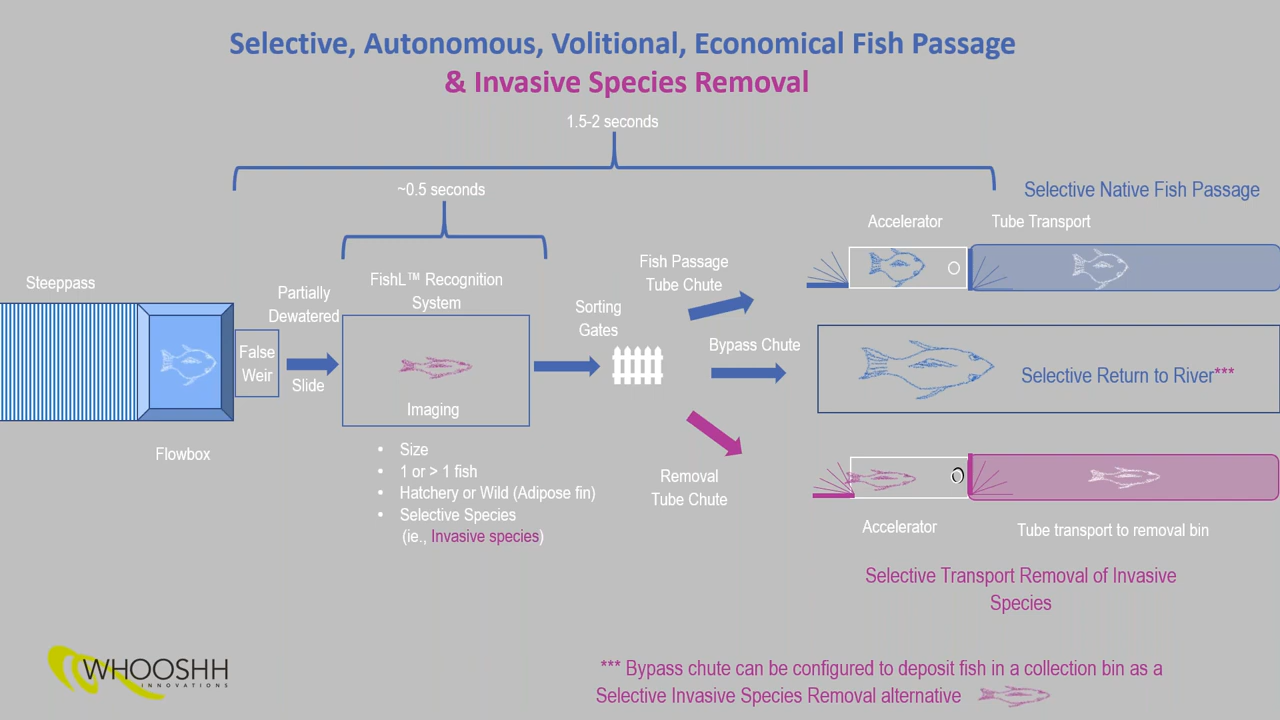 Selective, Autonomous, Volitional, Economical Fish Passage
& Invasive Species Removal
1.5-2 seconds
~0.5 seconds
Selective Native Fish Passage
Accelerator
Tube Transport
Steeppass
Flowbox
False
Weir
Partially
Dewatered
Slide
FishL™ Recognition
System
Imaging
• Size
• 1 or > 1 fish
• Hatchery or Wild (Adipose fin)
• Selective Species
(ie., Invasive species)
Sorting
Gates
Fish Passage
Tube Chute
Bypass Chute
Selective Return to River***
Removal
Tube Chute
Accelerator
Tube transport to removal bin
Selective Transport Removal of Invasive
Species
*** Bypass chute can be configured to deposit fish in a collection bin as a
Selective Invasive Species Removal alternative
WHOOSHH
INNOVATIONS